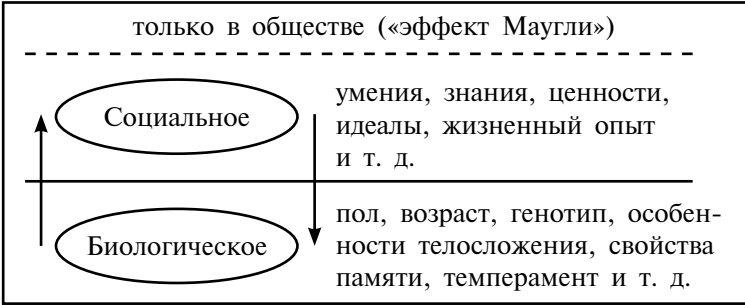 только в обществе («эффект Маугли»)
Социальное
умения, знания, ценности,
идеалы, жизненный опыт
и т. д.
Биологическое
пол, возраст, генотип, особен-
ности телосложения, свойства
памяти, темперамент и т. д.